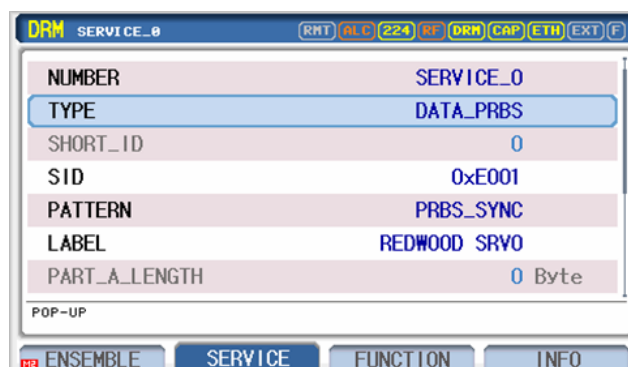 DRM SERVICE_0 RMT ALC 224 RF DRM CAP ETH EXT F
NUMBER SERVICE_0
TYPE DATA_PRBS
SHORT_ID 0
SID 0xE001
PATTERN PRBS_SYNC
LABEL REDWOOD SRV0
PART_A_LENGTH 0 Byte
POP-UP
M2 ENSEMBLE SERVICE FUNCTION INFO